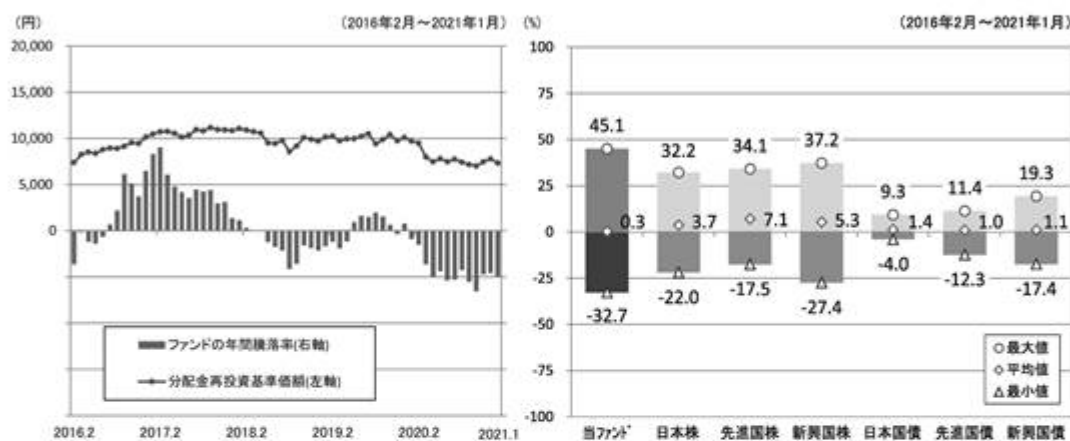 (円)
(2016年2月～2021年1月)
20,000
15,000
10,000
5,000
0
ファンドの年間騰落率(右軸)
分配金再投資基準価額(左軸)
2016.2
2017.2
2018.2
2019.2
2020.2
2021.1
(%)
(2016年2月～2021年1月)
100
75
50
25
0
-25
-50
-75
-100
45.1
32.2
34.1
37.2
9.3
11.4
19.3
0.3
3.7
7.1
5.3
1.4
1.0
1.1
-32.7
-22.0
-17.5
-27.4
-4.0
-12.3
-17.4
最大値
平均値
最小値
当ファンド
日本株
先進国株
新興国株
日本国債
先進国債
新興国債